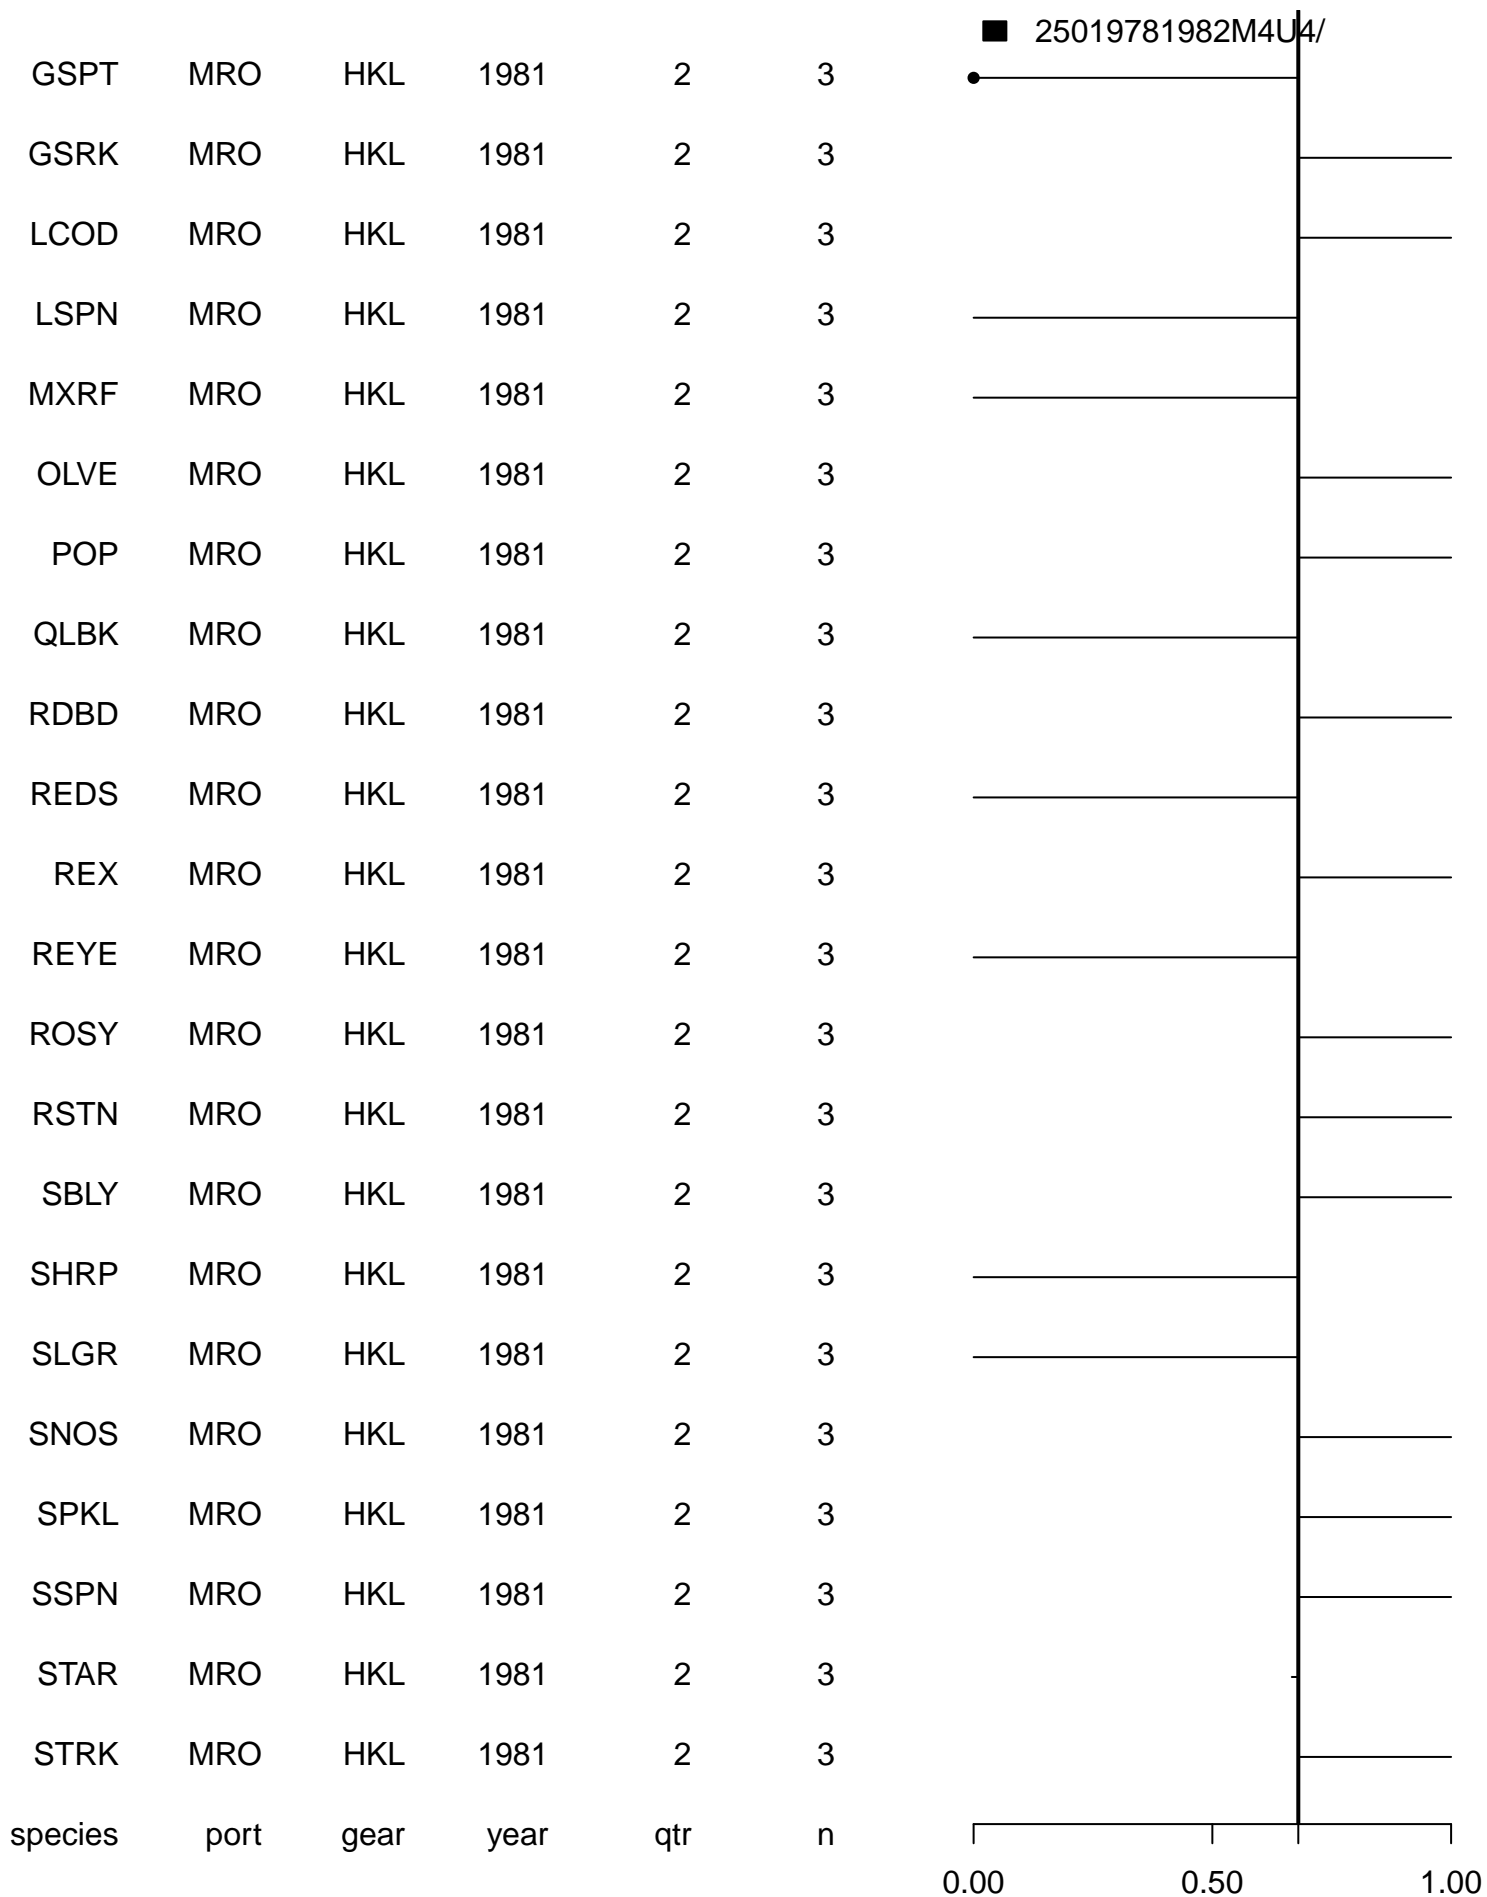 25019781982M4U4/
GSPT MRO HKL 1981 2 3
GSRK MRO HKL 1981 2 3
LCOD MRO HKL 1981 2 3
LSPN MRO HKL 1981 2 3
MXRF MRO HKL 1981 2 3
OLVE MRO HKL 1981 2 3
POP MRO HKL 1981 2 3
QLBK MRO HKL 1981 2 3
RDBD MRO HKL 1981 2 3
REDS MRO HKL 1981 2 3
REX MRO HKL 1981 2 3
REYE MRO HKL 1981 2 3
ROSY MRO HKL 1981 2 3
RSTN MRO HKL 1981 2 3
SBLY MRO HKL 1981 2 3
SHRP MRO HKL 1981 2 3
SLGR MRO HKL 1981 2 3
SNOS MRO HKL 1981 2 3
SPKL MRO HKL 1981 2 3
SSPN MRO HKL 1981 2 3
STAR MRO HKL 1981 2 3
STRK MRO HKL 1981 2 3
species port gear year qtr n
0.00 0.50 1.00